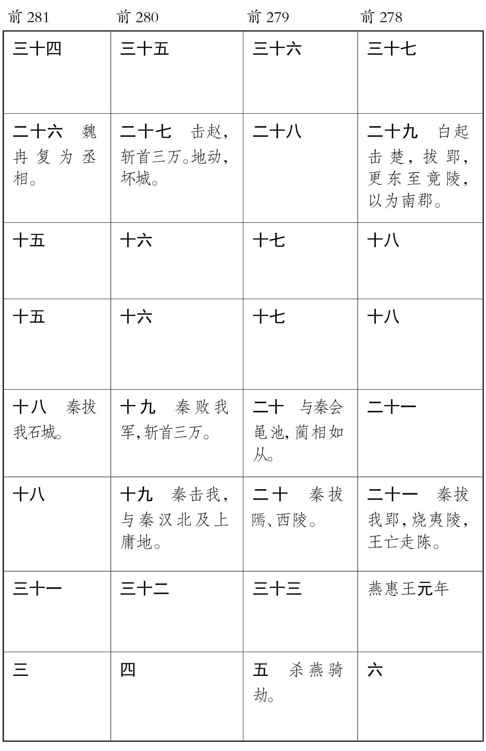 前 281 前 280 前 279 前 278
三十四 三十五 三十六 三十七
二十六 魏
冉复为丞
相。
二十七 击赵，
斩首三万。地动，
坏城。
二十八
二十九 白起
击楚，拔郢，
更东至竟陵，
以为南郡。
十五 十六 十七 十八
十五 十六 十七 十八
十八 秦拔
我石城。
十九 秦败我
军，斩首三万。
二十 与秦会
黾池，蔺相如
从。
二十一
十八
十九 秦击我，
与秦汉北及上
庸地。
二十 秦拔
鄢、西陵。
二十一 秦拔
我郢，烧夷陵，
王亡走陈。
三十一 三十二 三十三 燕惠王元年
三
四
五 杀燕骑
劫。
六